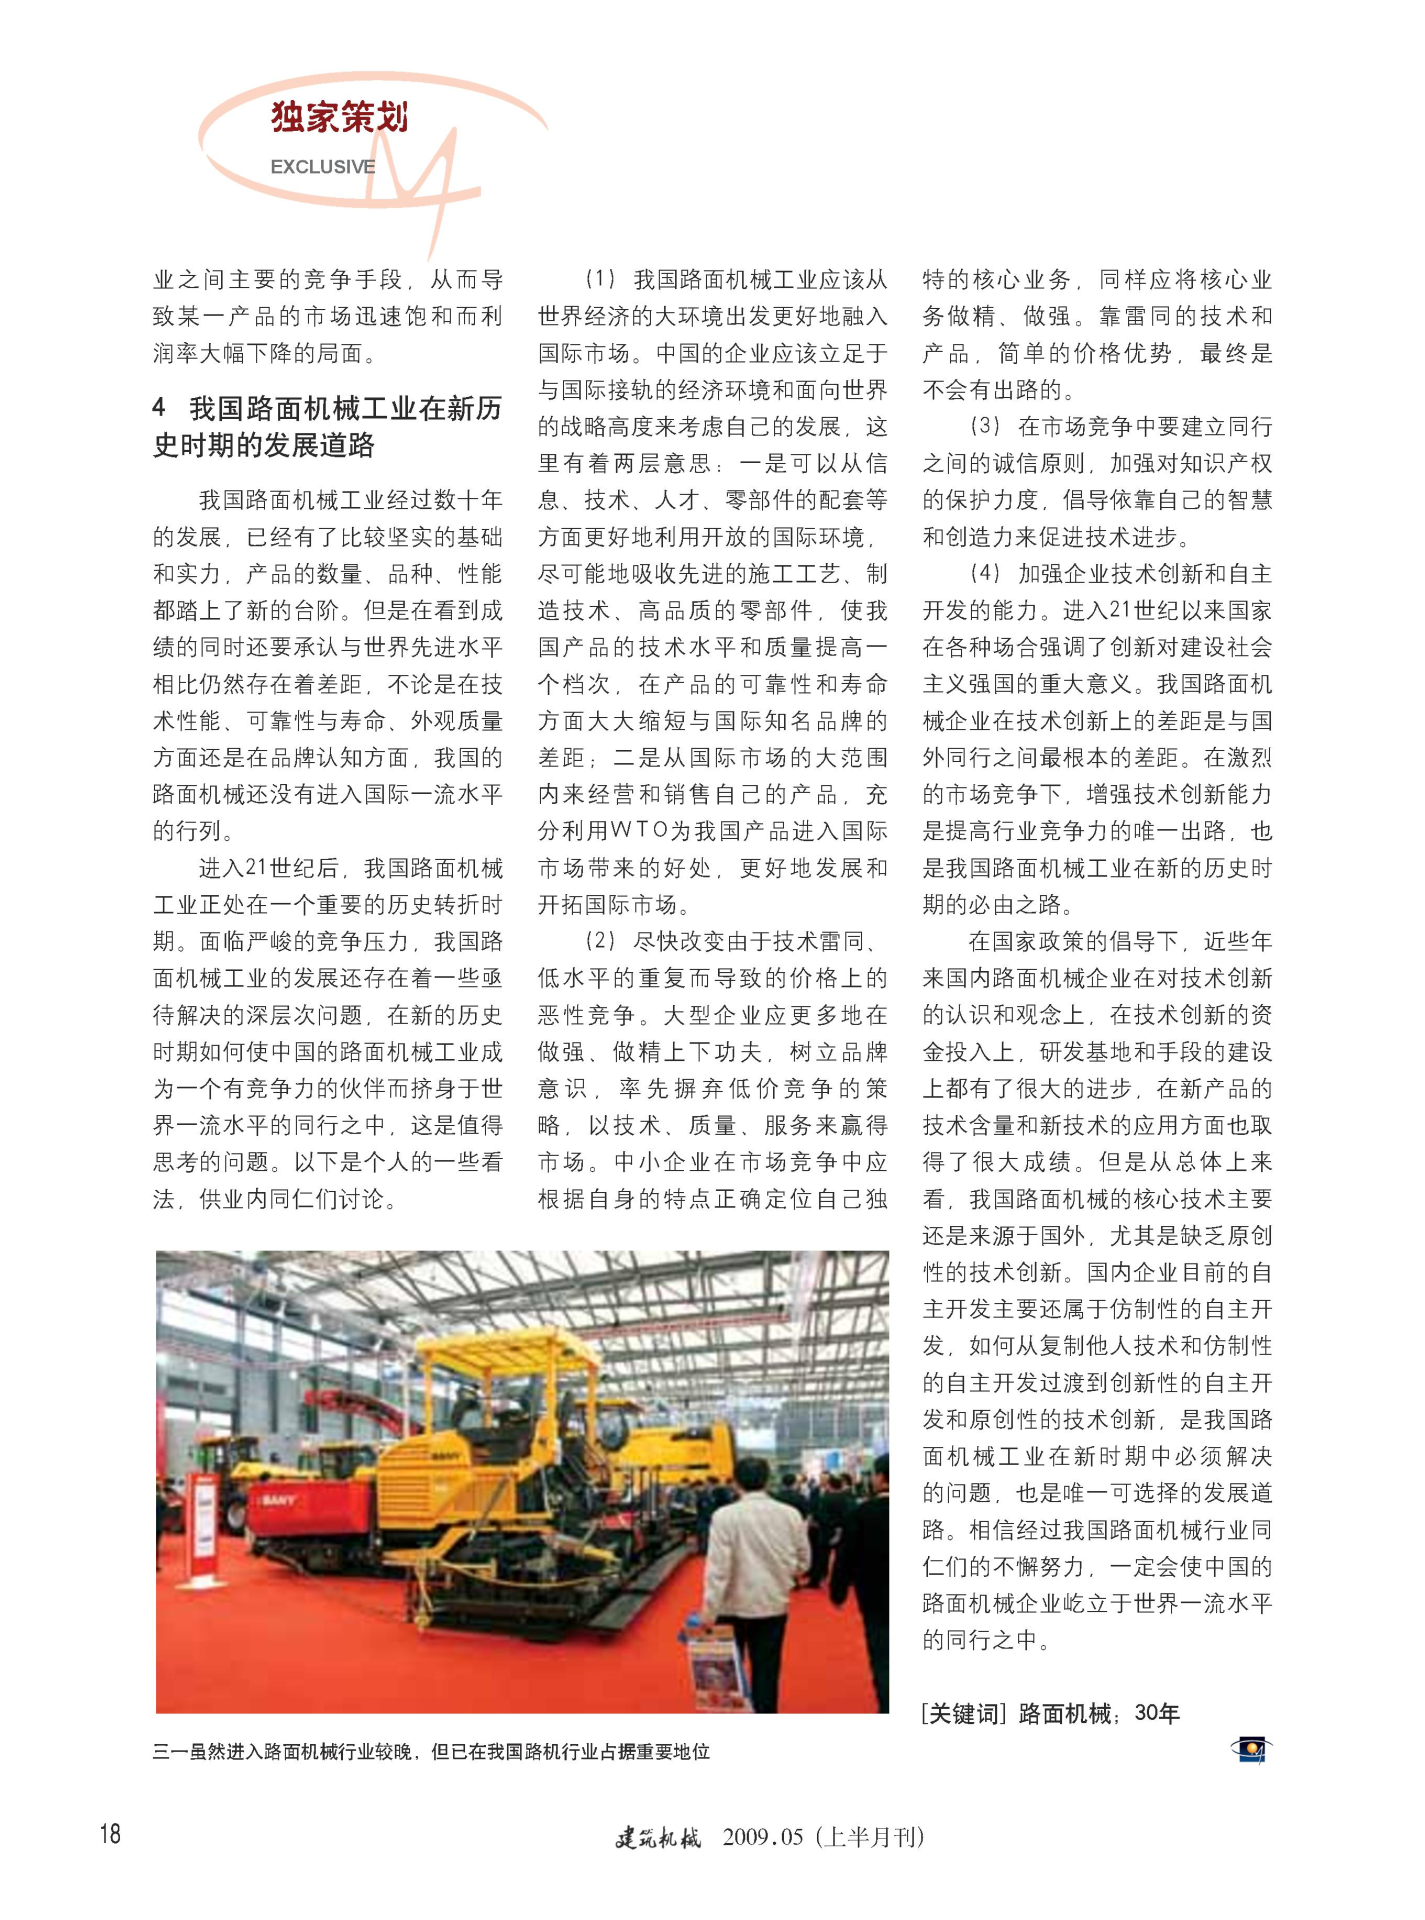 独家策划
EXCLUSIVE
业之间主要的竞争手段，从而导
致某一产品的市场迅速饱和而利
润率大幅下降的局面。
4 我国路面机械工业在新历
史时期的发展道路
我国路面机械工业经过数十年
的发展，已经有了比较坚实的基础
和实力，产品的数量、品种、性能
都踏上了新的台阶。但是在看到成
绩的同时还要承认与世界先进水平
相比仍然存在着差距，不论是在技
术性能、可靠性与寿命、外观质量
方面还是在品牌认知方面，我国的
路面机械还没有进入国际一流水平
的行列。
进入21世纪后，我国路面机械
工业正处在一个重要的历史转折时
期。面临严峻的竞争压力，我国路
面机械工业的发展还存在着一些亟
待解决的深层次问题，在新的历史
时期如何使中国的路面机械工业成
为一个有竞争力的伙伴而挤身于世
界一流水平的同行之中，这是值得
思考的问题。以下是个人的一些看
法，供业内同仁们讨论。
（1）我国路面机械工业应该从
世界经济的大环境出发更好地融入
国际市场。中国的企业应该立足于
与国际接轨的经济环境和面向世界
的战略高度来考虑自己的发展，这
里有着两层意思：一是可以从信
息、技术、人才、零部件的配套等
方面更好地利用开放的国际环境，
尽可能地吸收先进的施工工艺、制
造技术、高品质的零部件，使我
国产品的技术水平和质量提高一
个档次，在产品的可靠性和寿命
方面大大缩短与国际知名品牌的
差距；二是从国际市场的大范围
内来经营和销售自己的产品，充
分利用WTO为我国产品进入国际
市场带来的好处，更好地发展和
开拓国际市场。
（2）尽快改变由于技术雷同、
低水平的重复而导致的价格上的
恶性竞争。大型企业应更多地在
做强、做精上下功夫，树立品牌
意识，率先摒弃低价竞争的策
略，以技术、质量、服务来赢得
市场。中小企业在市场竞争中应
根据自身的特点正确定位自己独
特的核心业务，同样应将核心业
务做精、做强。靠雷同的技术和
产品，简单的价格优势，最终是
不会有出路的。
（3）在市场竞争中要建立同行
之间的诚信原则，加强对知识产权
的保护力度，倡导依靠自己的智慧
和创造力来促进技术进步。
（4）加强企业技术创新和自主
开发的能力。进入21世纪以来国家
在各种场合强调了创新对建设社会
主义强国的重大意义。我国路面机
械企业在技术创新上的差距是与国
外同行之间最根本的差距。在激烈
的市场竞争下，增强技术创新能力
是提高行业竞争力的唯一出路，也
是我国路面机械工业在新的历史时
期的必由之路。
在国家政策的倡导下，近些年
来国内路面机械企业在对技术创新
的认识和观念上，在技术创新的资
金投入上，研发基地和手段的建设
上都有了很大的进步，在新产品的
技术含量和新技术的应用方面也取
得了很大成绩。但是从总体上来
看，我国路面机械的核心技术主要
还是来源于国外，尤其是缺乏原创
性的技术创新。国内企业目前的自
主开发主要还属于仿制性的自主开
发，如何从复制他人技术和仿制性
的自主开发过渡到创新性的自主开
发和原创性的技术创新，是我国路
面机械工业在新时期中必须解决
的问题，也是唯一可选择的发展道
路。相信经过我国路面机械行业同
仁们的不懈努力，一定会使中国的
路面机械企业屹立于世界一流水平
的同行之中。
[关键词] 路面机械；30年
SANY
SANY
三一虽然进入路面机械行业较晚，但已在我国路机行业占据重要地位
18
建筑机械 2009.05（上半月刊）